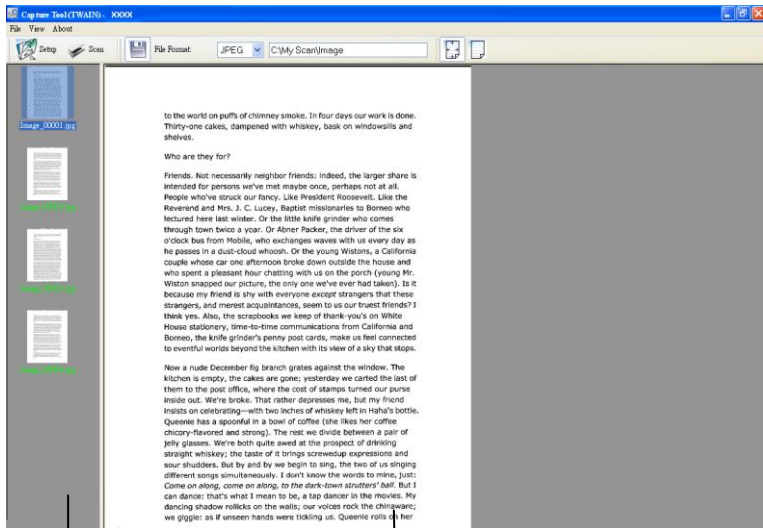 Capture Tool(TWAIN) - XXXX
File View About
Setup Scan File Format: JPEG C:\My Scan\Image
Image_00001.jpg
to the world on puffs of chimney smoke. In four days our work is done.
Thirty-one cakes, dampened with whiskey, bask on windowsills and
shelves.
Who are they for?
Friends. Not necessarily neighbor friends: indeed, the larger share is
intended for persons we've met maybe once, perhaps not at all.
People who've struck our fancy. Like President Roosevelt. Like the
Reverend and Mrs. J. C. Lucey, Baptist missionaries to Borneo who
lectured here last winter. Or the little knife grinder who comes
through town twice a year. Or Abner Packer, the driver of the six
o'clock bus from Mobile, who exchanges waves with us every day as
he passes in a dust-cloud whoosh. Or the young Wistons, a California
couple whose car one afternoon broke down outside the house and
who spent a pleasant hour chatting with us on the porch (young Mr.
Wiston snapped our picture, the only one we've ever had taken). Is it
because my friend is shy with everyone except strangers that these
strangers, and merest acquaintances, seem to us our truest friends? I
think yes. Also, the scrapbooks we keep of thank-you's on White
House stationery, time-to-time communications from California and
Borneo, the knife grinder's penny post cards, make us feel connected
to eventful worlds beyond the kitchen with its view of a sky that stops.
Now a nude December fig branch grates against the window. The
kitchen is empty, the cakes are gone; yesterday we carted the last of
them to the post office, where the cost of stamps turned our purse
inside out. We're broke. That rather depresses me, but my friend
insists on celebrating—with two inches of whiskey left in Haha's bottle.
Queenie has a spoonful in a bowl of coffee (she likes her coffee
chicory-flavored and strong). The rest we divide between a pair of
jelly glasses. We're both quite awed at the prospect of drinking
straight whiskey; the taste of it brings screwedup expressions and
sour shudders. But by and by we begin to sing, the two of us singing
different songs simultaneously. I don't know the words to mine, just:
Come on along, come on along, to the dark-town strutters' ball. But I
can dance: that's what I mean to be, a tap dancer in the movies. My
dancing shadow rollicks on the walls; our voices rock the chinaware;
we giggle: as if unseen hands were tickling us. Queenie rolls on her